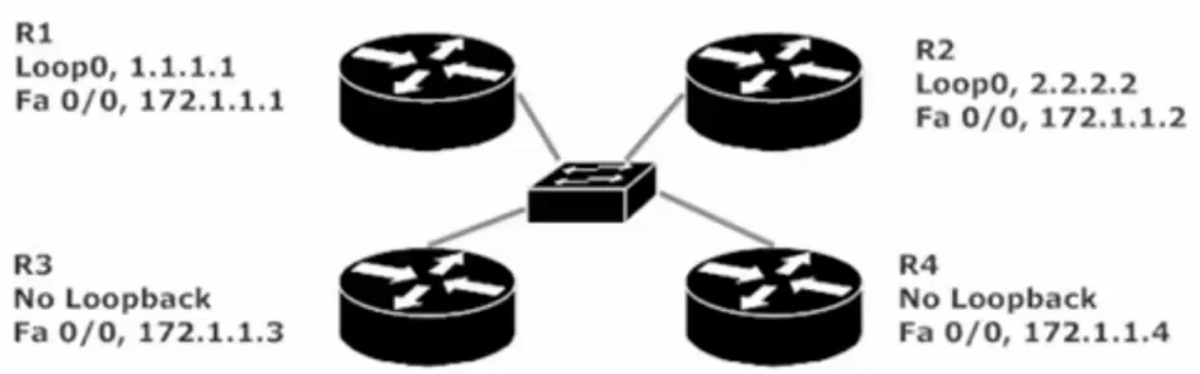 R1
Loop0, 1.1.1.1
Fa 0/0, 172.1.1.1
R2
Loop0, 2.2.2.2
Fa 0/0, 172.1.1.2
R3
No Loopback
Fa 0/0, 172.1.1.3
R4
No Loopback
Fa 0/0, 172.1.1.4